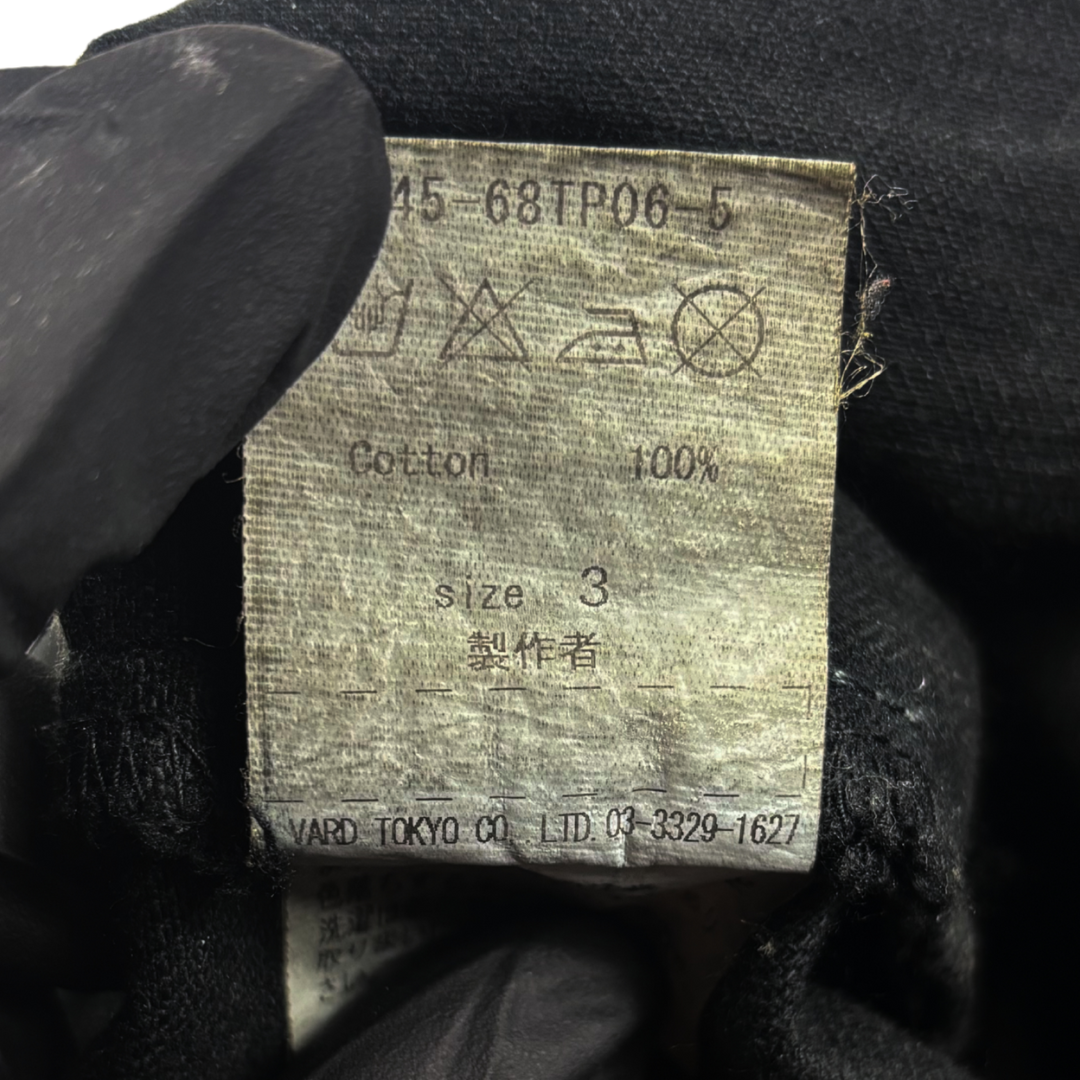 45-68TP06-5
Cotton 100%
size 3
製作者
VARD TOKYO CO., LTD. 03-3329-1627